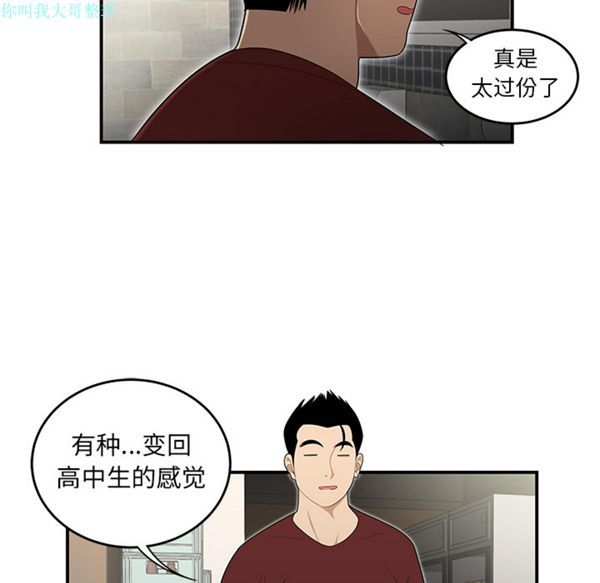 你叫我大哥整理
真是
太过份了
有种...变回
高中生的感觉